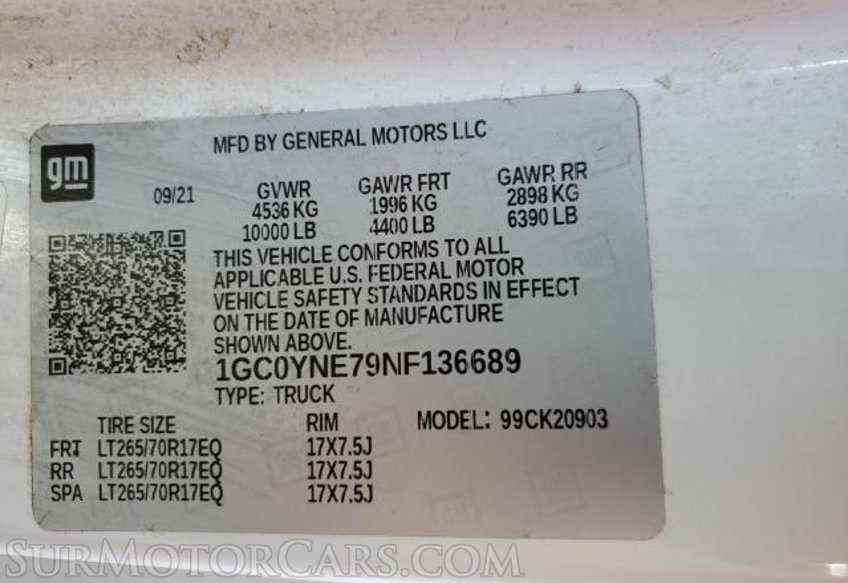 MFD BY GENERAL MOTORS LLC
gm
09/21
GVWR GAWR FRT GAWR RR
4536 KG 1996 KG 2898 KG
10000 LB 4400 LB 6390 LB
THIS VEHICLE CONFORMS TO ALL
APPLICABLE U.S. FEDERAL MOTOR
VEHICLE SAFETY STANDARDS IN EFFECT
ON THE DATE OF MANUFACTURE
SHOWN ABOVE.
1GC0YNE79NF136689
TYPE: TRUCK
TIRE SIZE RIM MODEL: 99CK20903
FRT LT265/70R17EQ 17X7.5J
RR LT265/70R17EQ 17X7.5J
SPA LT265/70R17EQ 17X7.5J
SURMOTORCARS.COM